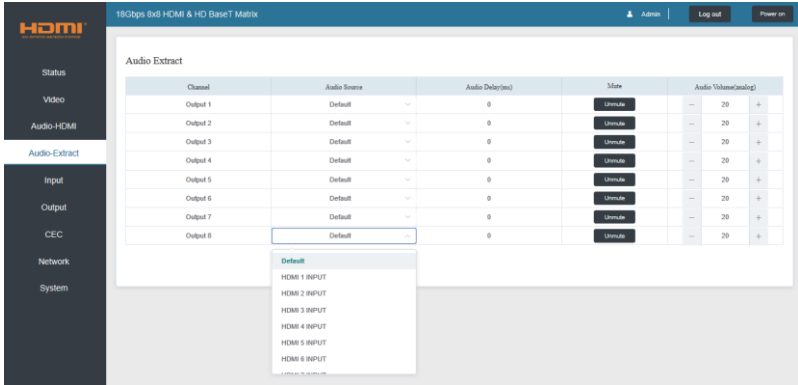 HDMI
18Gbps 8x8 HDMI & HD BaseT Matrix
Admin
Log out
Power on
Status
Video
Audio-HDMI
Audio-Extract
Input
Output
CEC
Network
System
Audio Extract
Channel Audio Source Audio Delay(ms) Mute Audio Volume(analog)
Output 1 Default 0 Unmute − 20 +
Output 2 Default 0 Unmute − 20 +
Output 3 Default 0 Unmute − 20 +
Output 4 Default 0 Unmute − 20 +
Output 5 Default 0 Unmute − 20 +
Output 6 Default 0 Unmute − 20 +
Output 7 Default 0 Unmute − 20 +
Output 8 Default 0 Unmute − 20 +
Default
HDMI 1 INPUT
HDMI 2 INPUT
HDMI 3 INPUT
HDMI 4 INPUT
HDMI 5 INPUT
HDMI 6 INPUT